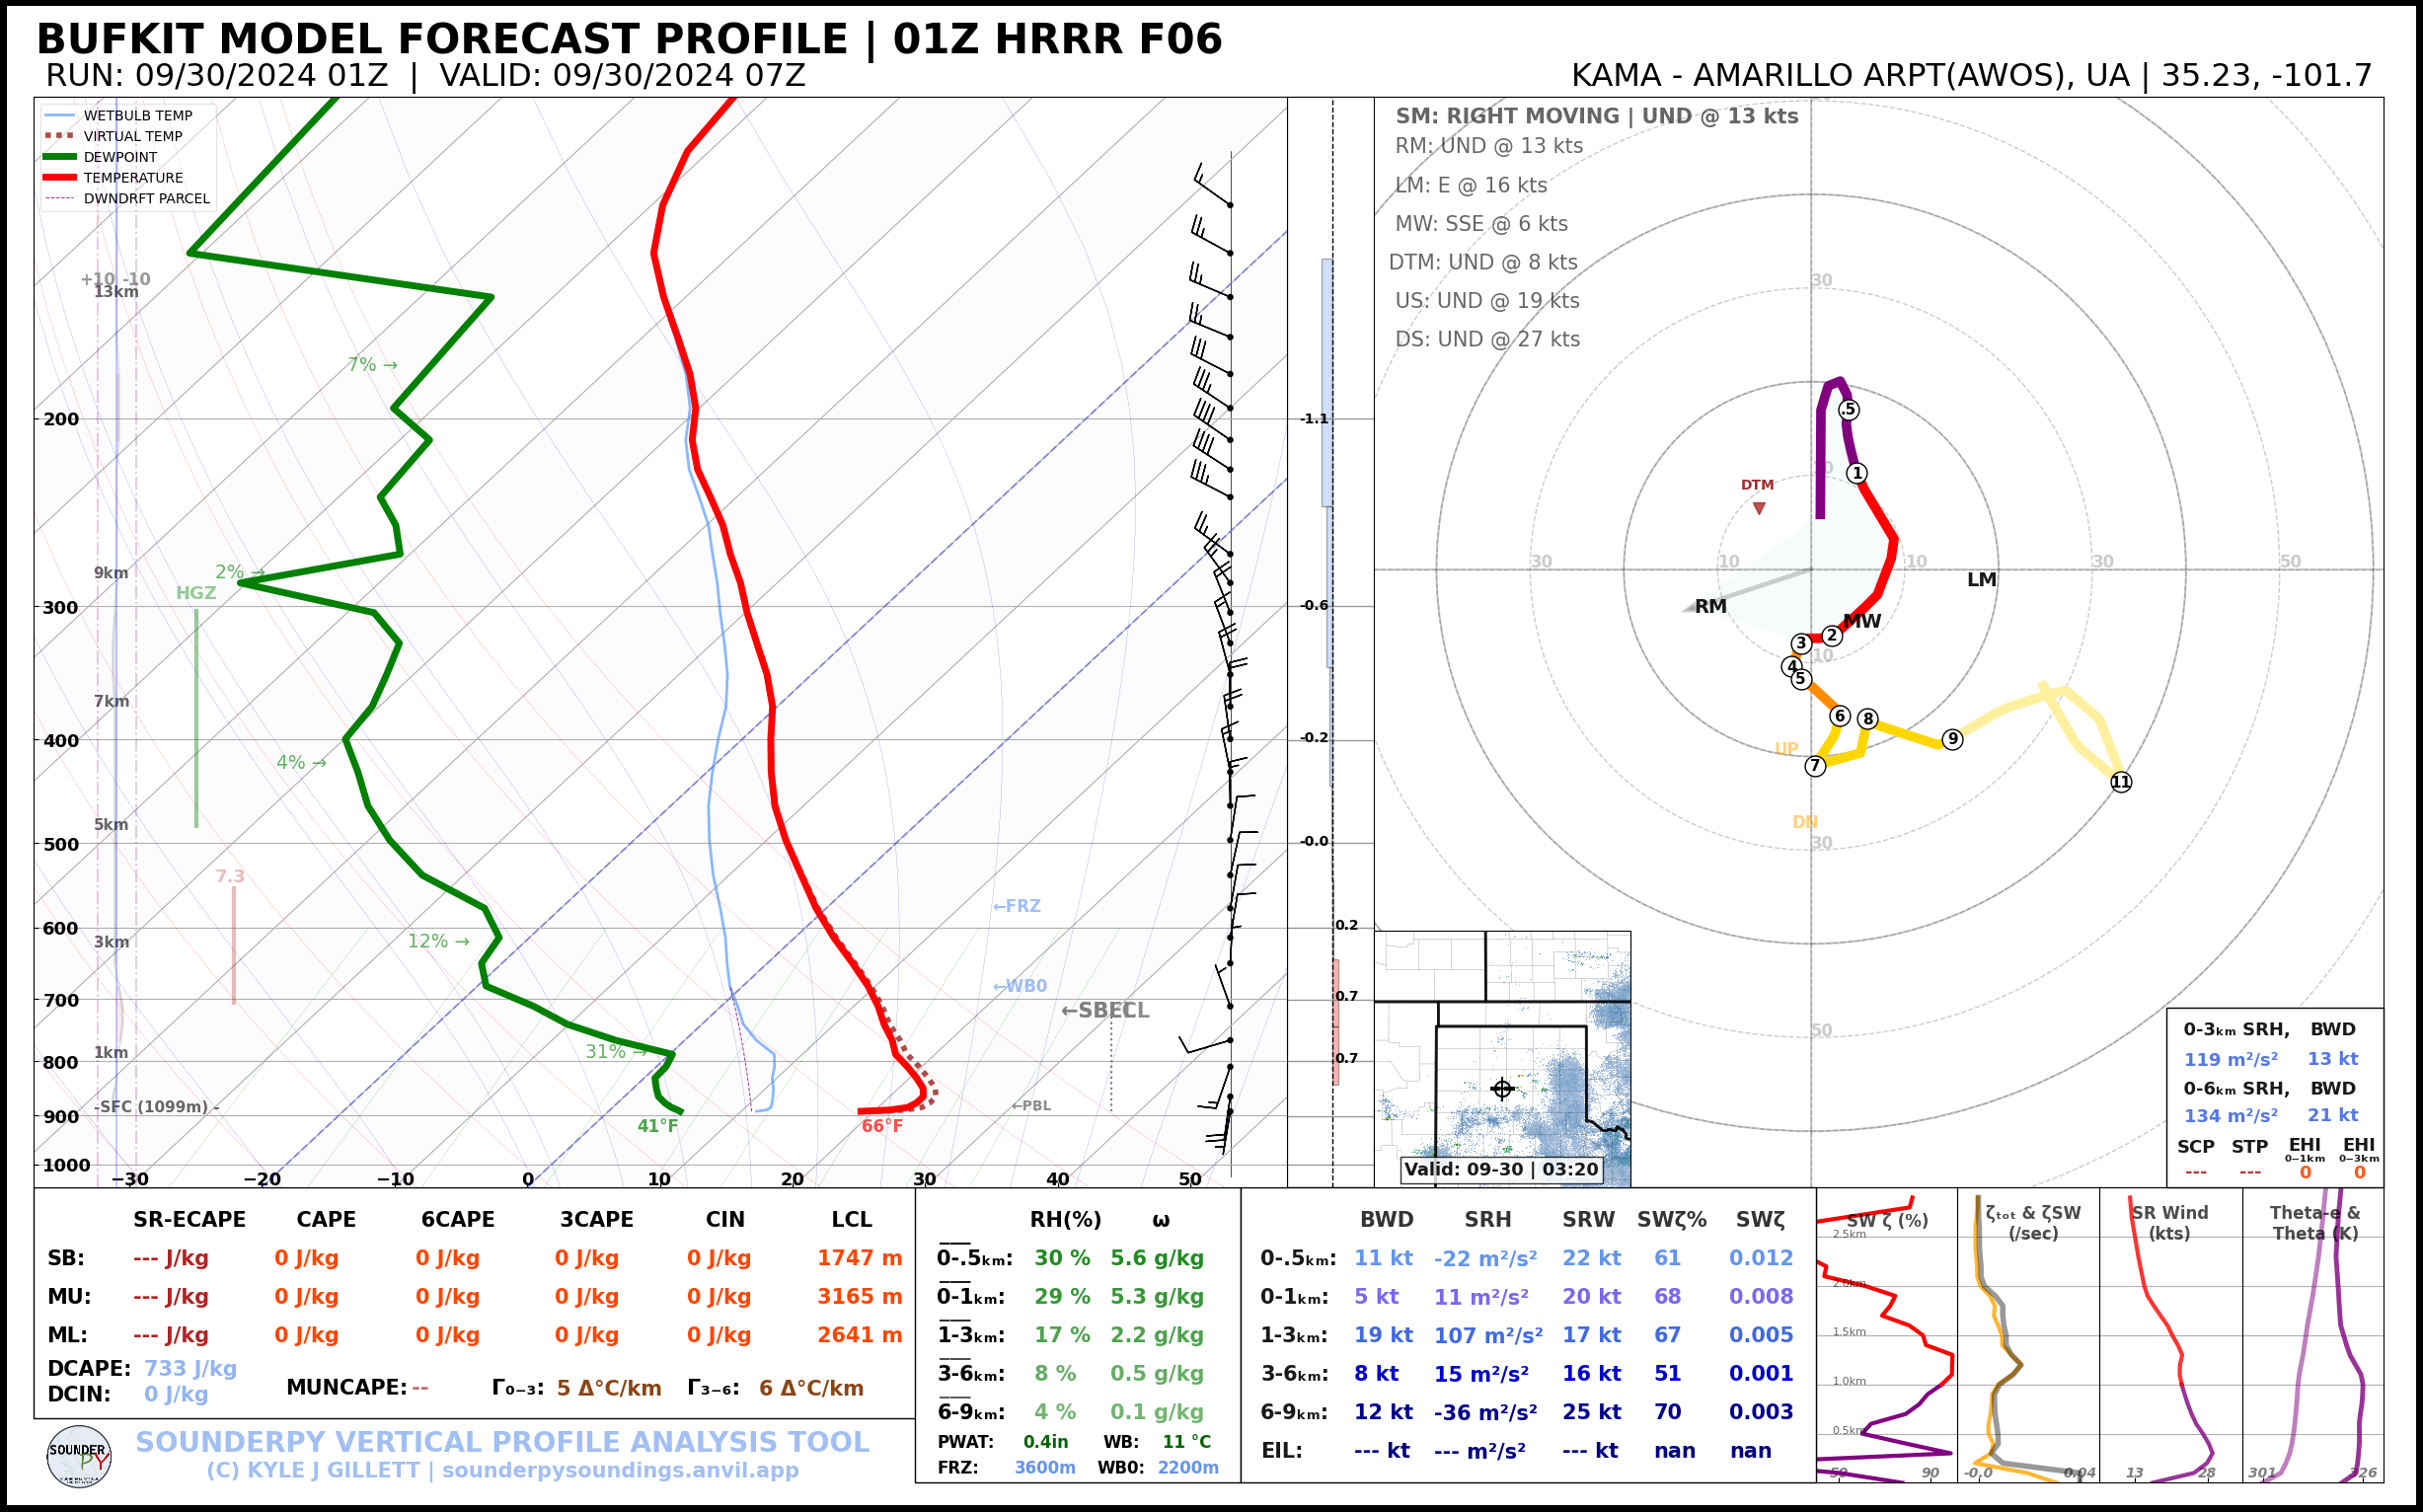 BUFKIT MODEL FORECAST PROFILE | 01Z HRRR F06
RUN: 09/30/2024 01Z | VALID: 09/30/2024 07Z
KAMA - AMARILLO ARPT(AWOS), UA | 35.23, -101.7
WETBULB TEMP
VIRTUAL TEMP
DEWPOINT
TEMPERATURE
DWNDRFT PARCEL
+10 -10
13km
7% →
200
9km
2% →
HGZ
300
7km
400
4% →
5km
500
7.3
←FRZ
600
3km
12% →
←WB0
700
←SBECL
31% →
1km
800
-SFC (1099m) -
←PBL
900
41°F
66°F
1000
−30 −20 −10 0 10 20 30 40 50
-1.1
-0.6
-0.2
-0.0
0.2
0.7
0.7
SM: RIGHT MOVING | UND @ 13 kts
RM: UND @ 13 kts
LM: E @ 16 kts
MW: SSE @ 6 kts
DTM: UND @ 8 kts
US: UND @ 19 kts
DS: UND @ 27 kts
30
.5
1
DTM
30 10 10 30 50
LM
RM
MW
3 2
10
4
5
6 8
UP
9
7
11
DN
30
50
Valid: 09-30 | 03:20
0-3km SRH, BWD
119 m²/s² 13 kt
0-6km SRH, BWD
134 m²/s² 21 kt
SCP STP EHI EHI
0-1km 0-3km
--- --- 0 0
SR-ECAPE CAPE 6CAPE 3CAPE CIN LCL
SB: --- J/kg 0 J/kg 0 J/kg 0 J/kg 0 J/kg 1747 m
MU: --- J/kg 0 J/kg 0 J/kg 0 J/kg 0 J/kg 3165 m
ML: --- J/kg 0 J/kg 0 J/kg 0 J/kg 0 J/kg 2641 m
DCAPE: 733 J/kg
DCIN: 0 J/kg
MUNCAPE: --
Γ₀₋₃: 5 Δ°C/km Γ₃₋₆: 6 Δ°C/km
SOUNDERPY
SOUNDERPY VERTICAL PROFILE ANALYSIS TOOL
(C) KYLE J GILLETT | sounderpysoundings.anvil.app
RH(%) ω
0-.5km: 30 % 5.6 g/kg
0-1km: 29 % 5.3 g/kg
1-3km: 17 % 2.2 g/kg
3-6km: 8 % 0.5 g/kg
6-9km: 4 % 0.1 g/kg
PWAT: 0.4in WB: 11 °C
FRZ: 3600m WB0: 2200m
BWD SRH SRW SWζ% SWζ
0-.5km: 11 kt -22 m²/s² 22 kt 61 0.012
0-1km: 5 kt 11 m²/s² 20 kt 68 0.008
1-3km: 19 kt 107 m²/s² 17 kt 67 0.005
3-6km: 8 kt 15 m²/s² 16 kt 51 0.001
6-9km: 12 kt -36 m²/s² 25 kt 70 0.003
EIL: --- kt --- m²/s² --- kt nan nan
SW ζ (%)
2.5km
2.0km
1.5km
1.0km
0.5km
50 90
ζₜₒₜ & ζSW
(/sec)
-0.0 0.04
SR Wind
(kts)
13 28
Theta-e &
Theta (K)
301 326